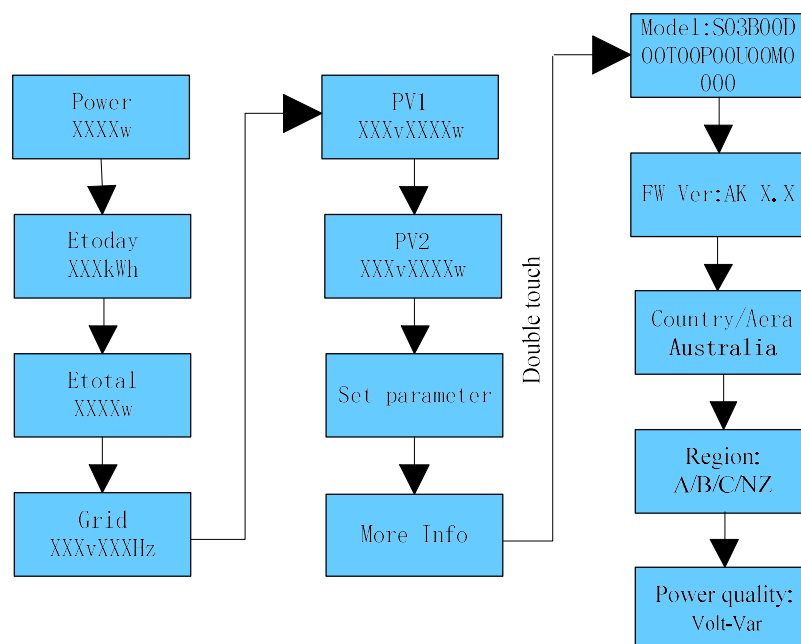 Power
XXXXw
Etoday
XXXkWh
Etotal
XXXXw
Grid
XXXvXXXHz
PV1
XXXvXXXXw
PV2
XXXvXXXXw
Set parameter
More Info
Double touch
Model:S03B00D
00T00P00U00M0
000
FW Ver:AK X.X
Country/Aera
Australia
Region:
A/B/C/NZ
Power quality:
Volt-Var